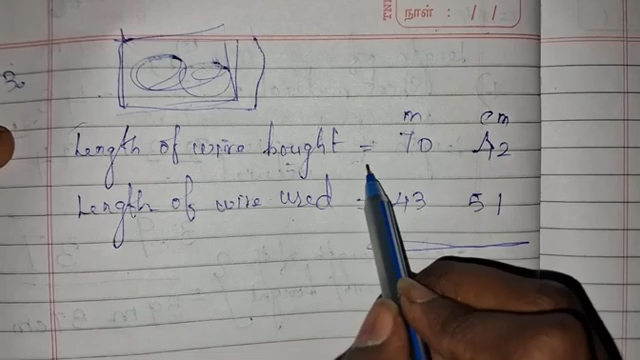 நாள் : / /
m cm
Length of wire bought = 70 42
Length of wire used = 43 51